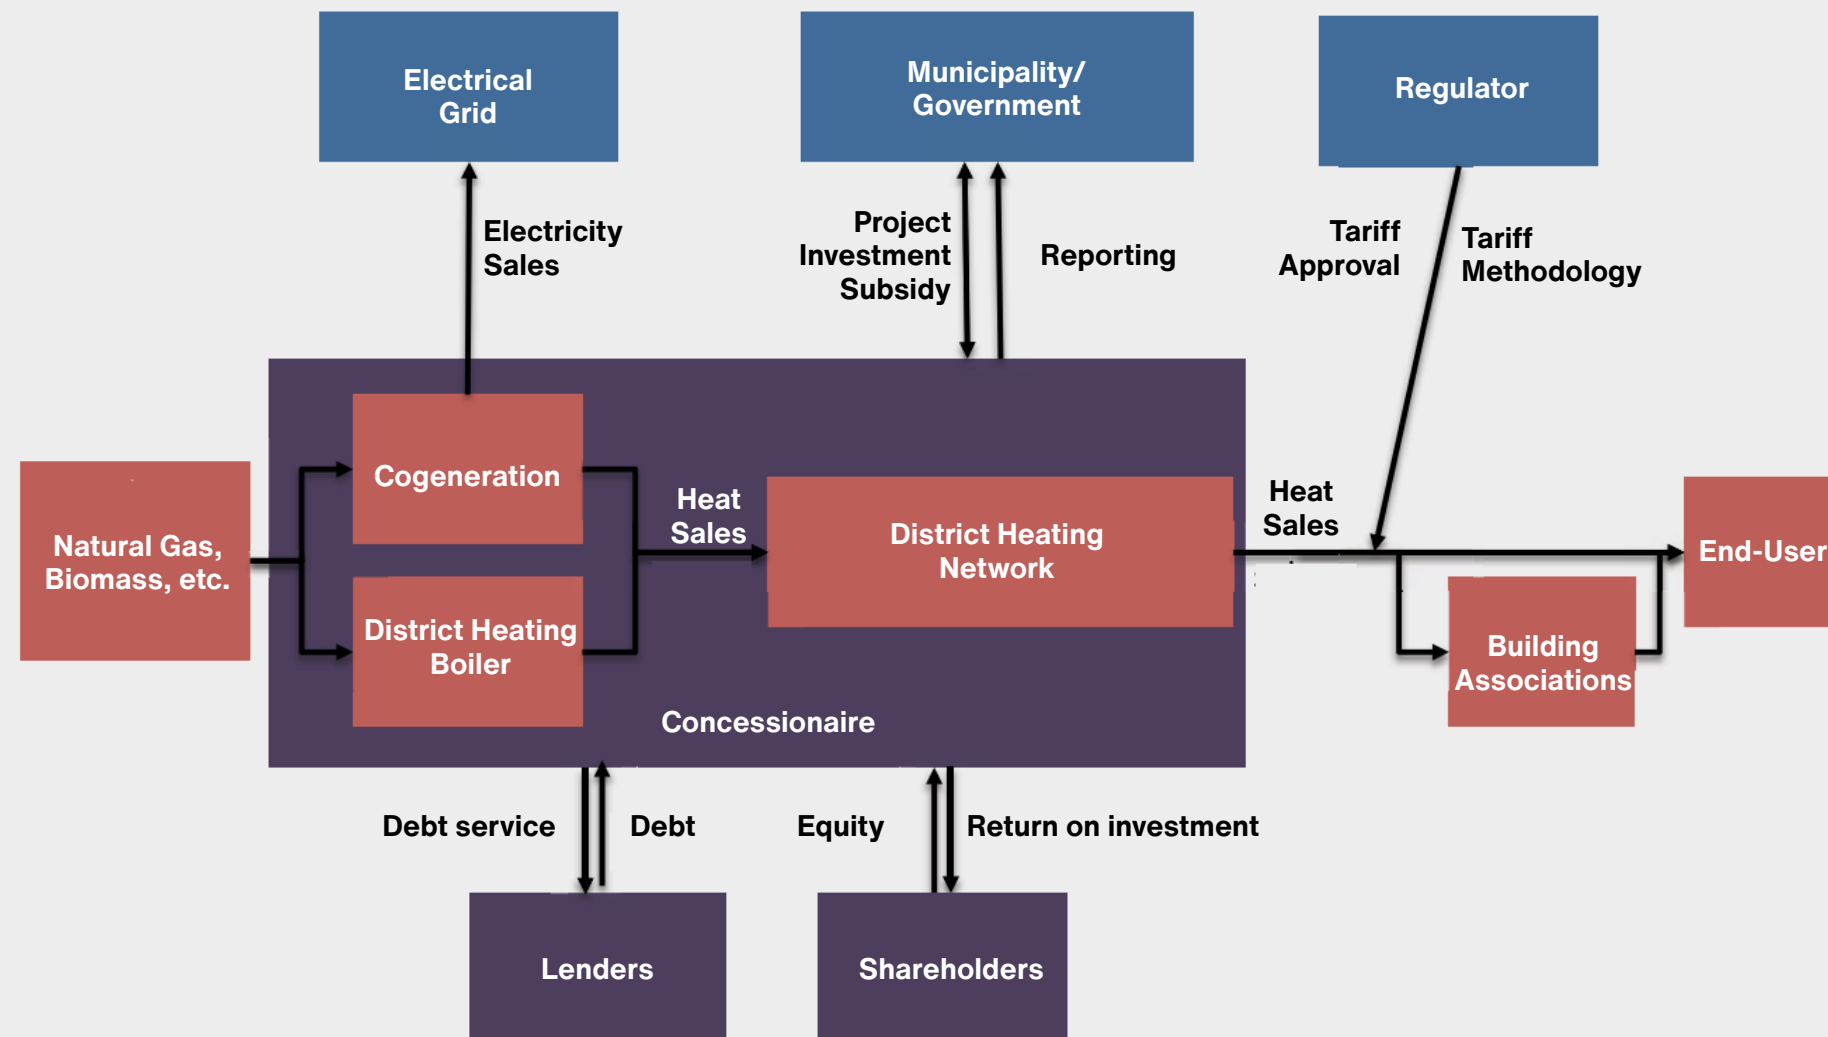 Electrical
Grid
Municipality/
Government
Regulator
Electricity
Sales
Project
Investment
Subsidy
Reporting
Tariff
Approval
Tariff
Methodology
Natural Gas,
Biomass, etc.
Cogeneration
District Heating
Boiler
Heat
Sales
District Heating
Network
Concessionaire
Heat
Sales
Building
Associations
End-User
Debt service
Debt
Equity
Return on investment
Lenders
Shareholders